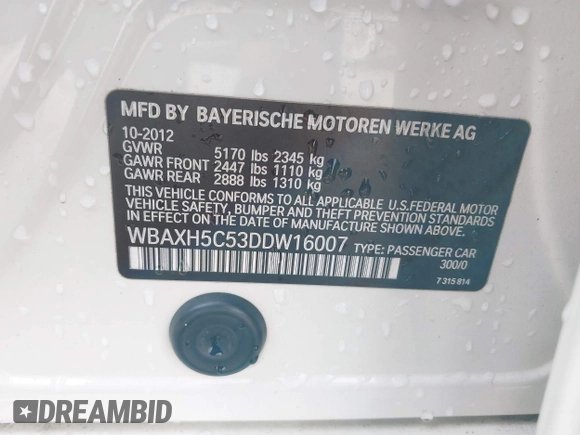 MFD BY BAYERISCHE MOTOREN WERKE AG
10-2012
GVWR 5170 lbs 2345 kg
GAWR FRONT 2447 lbs 1110 kg
GAWR REAR 2888 lbs 1310 kg
THIS VEHICLE CONFORMS TO ALL APPLICABLE U.S.FEDERAL MOTOR
VEHICLE SAFETY, BUMPER AND THEFT PREVENTION
STANDARDS IN EFFECT ON THE DATE OF MANUFACTURE SHOWN ABOVE.
WBAXH5C53DDW16007 TYPE: PASSENGER CAR
300/0
7 315 814
DREAMBID